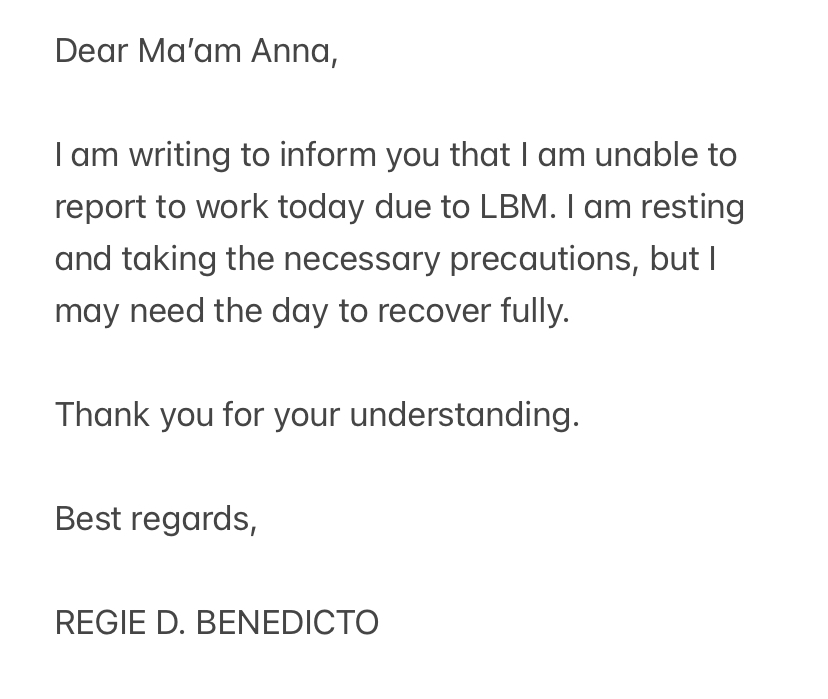 Dear Ma’am Anna,
I am writing to inform you that I am unable to
report to work today due to LBM. I am resting
and taking the necessary precautions, but I
may need the day to recover fully.
Thank you for your understanding.
Best regards,
REGIE D. BENEDICTO